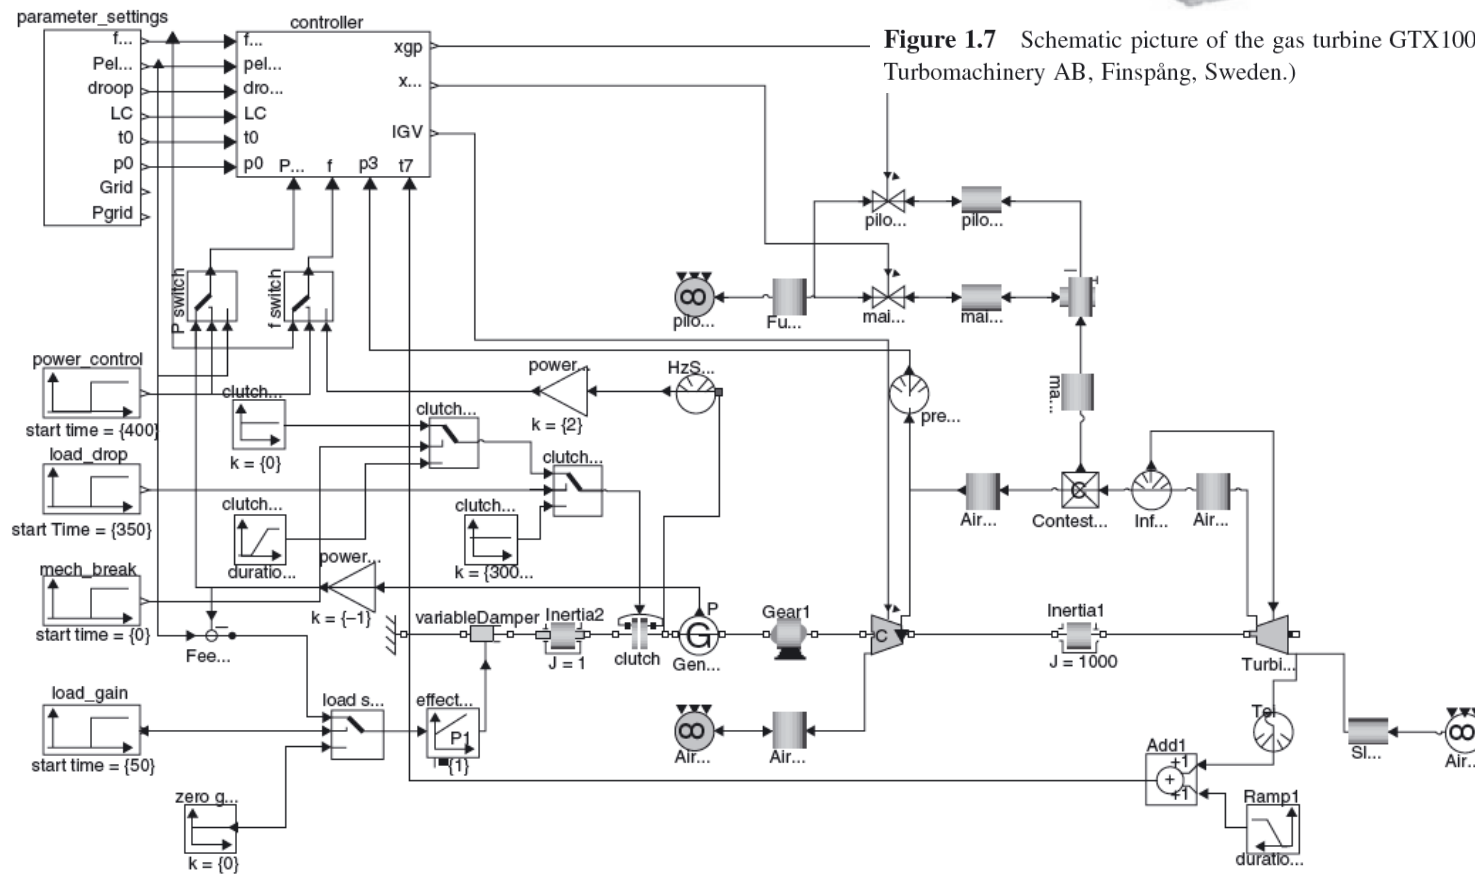 parameter_settings
f...
Pel...
droop
LC
t0
p0
Grid
Pgrid
controller
f...
pel...
dro...
LC
t0
p0
P...
f
p3
t7
xgp
x...
IGV
Figure 1.7 Schematic picture of the gas turbine GTX100
Turbomachinery AB, Finspång, Sweden.)
pilo...
pilo...
P switch
f switch
pilo...
Fu...
mai...
mai...
power_control
start time = {400}
clutch...
k = {0}
clutch...
power...
k = {2}
HzS...
pre...
ma...
load_drop
start Time = {350}
clutch...
duratio...
clutch...
clutch...
k = {300...
Air...
C
Contest...
Inf...
Air...
mech_break
start time = {0}
power...
k = {–1}
Fee...
variableDamper
Inertia2
J = 1
clutch
P
G
Gen...
Gear1
C
Inertia1
J = 1000
Turbi...
load_gain
start time = {50}
load s...
effect...
P1
{1}
Air...
Air...
SI...
Air...
zero g...
k = {0}
Add1
+1
+
+1
Ramp1
duratio...